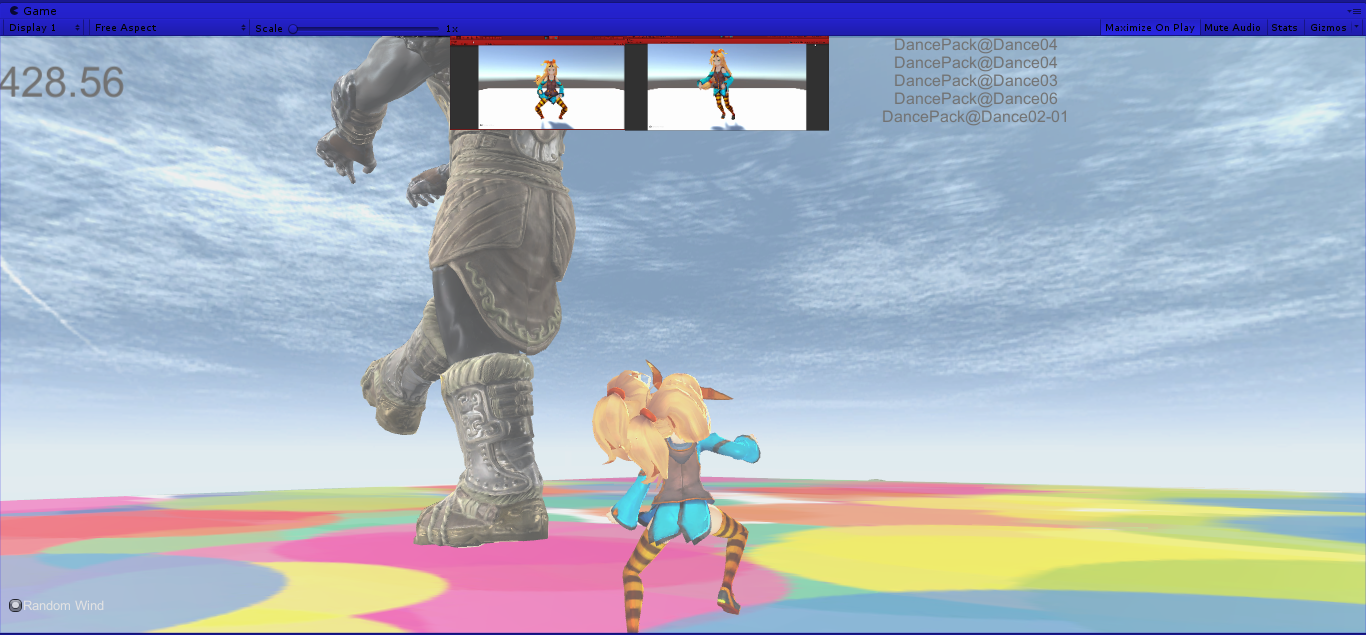 Game
Display 1
Free Aspect
Scale
1x
Maximize On Play
Mute Audio
Stats
Gizmos
428.56
DancePack@Dance04
DancePack@Dance04
DancePack@Dance03
DancePack@Dance06
DancePack@Dance02-01
Random Wind